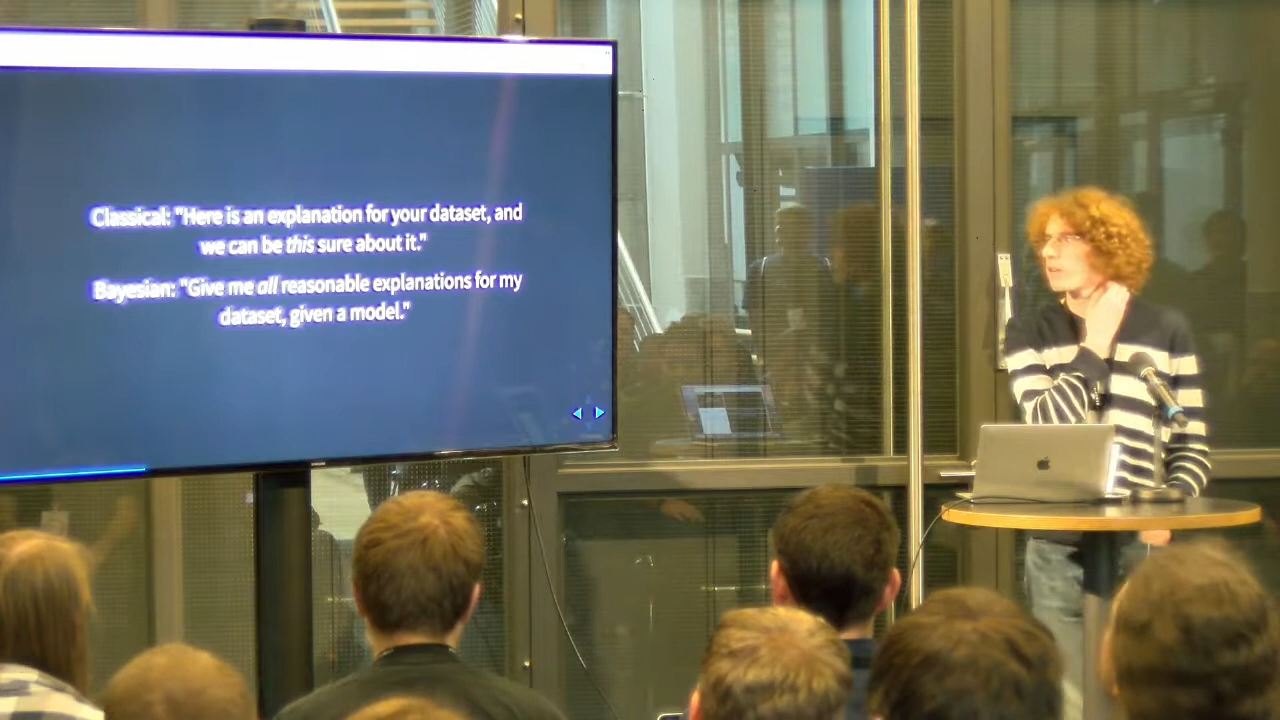 Classical: "Here is an explanation for your dataset, and
we can be this sure about it."
Bayesian: "Give me all reasonable explanations for my
dataset, given a model."